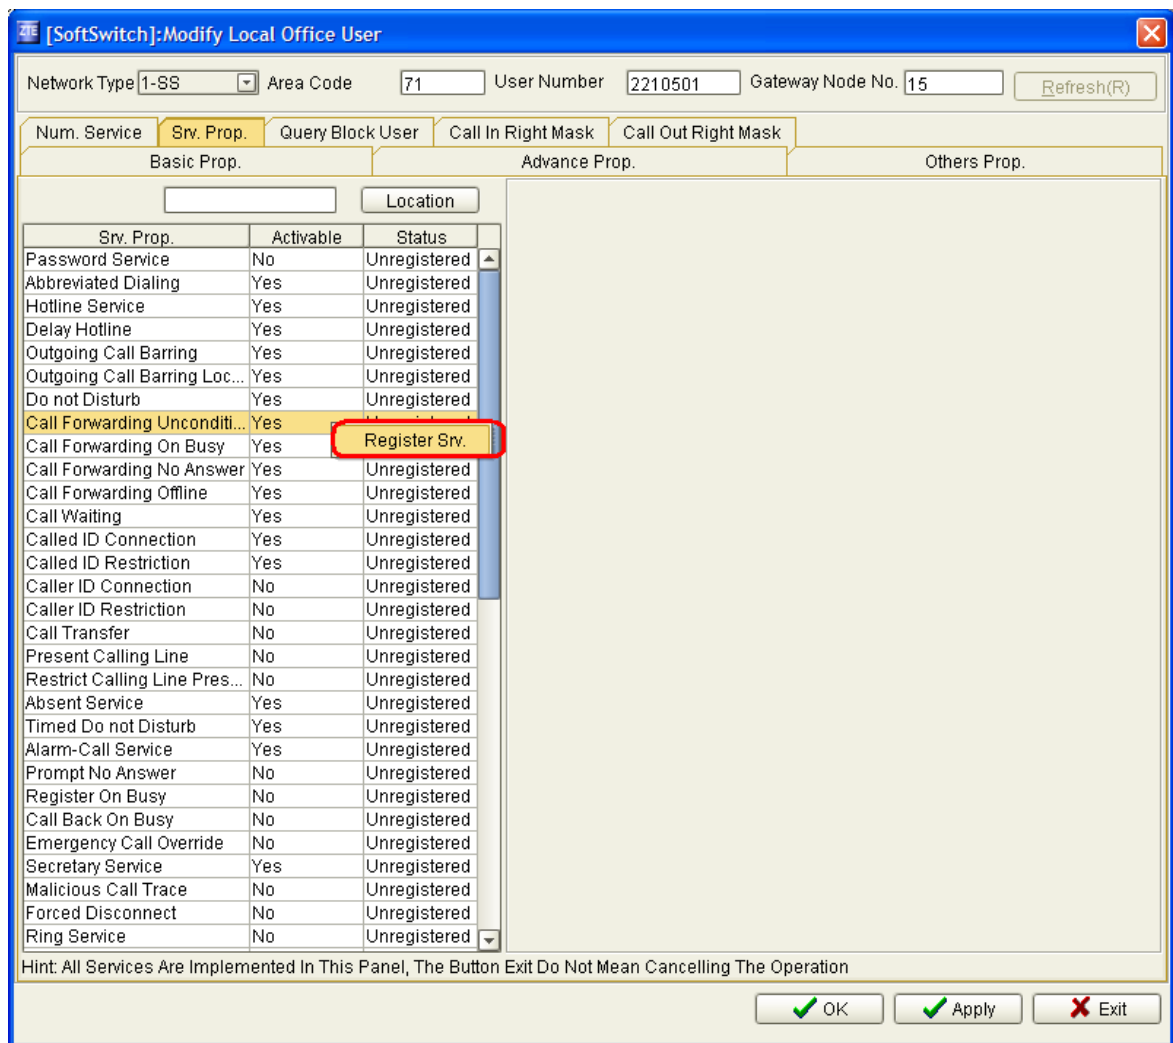 ZTE [SoftSwitch]:Modify Local Office User
Network Type 1-SS Area Code 71 User Number 2210501 Gateway Node No. 15 Refresh(R)
Num. Service Srv. Prop. Query Block User Call In Right Mask Call Out Right Mask
Basic Prop. Advance Prop. Others Prop.
Location
Srv. Prop. Activable Status
Password Service No Unregistered
Abbreviated Dialing Yes Unregistered
Hotline Service Yes Unregistered
Delay Hotline Yes Unregistered
Outgoing Call Barring Yes Unregistered
Outgoing Call Barring Loc... Yes Unregistered
Do not Disturb Yes Unregistered
Call Forwarding Unconditi... Yes
Call Forwarding On Busy Yes Register Srv.
Call Forwarding No Answer Yes Unregistered
Call Forwarding Offline Yes Unregistered
Call Waiting Yes Unregistered
Called ID Connection Yes Unregistered
Called ID Restriction Yes Unregistered
Caller ID Connection No Unregistered
Caller ID Restriction No Unregistered
Call Transfer No Unregistered
Present Calling Line No Unregistered
Restrict Calling Line Pres... No Unregistered
Absent Service Yes Unregistered
Timed Do not Disturb Yes Unregistered
Alarm-Call Service Yes Unregistered
Prompt No Answer No Unregistered
Register On Busy No Unregistered
Call Back On Busy No Unregistered
Emergency Call Override No Unregistered
Secretary Service Yes Unregistered
Malicious Call Trace No Unregistered
Forced Disconnect No Unregistered
Ring Service No Unregistered
Hint: All Services Are Implemented In This Panel, The Button Exit Do Not Mean Cancelling The Operation
OK Apply Exit